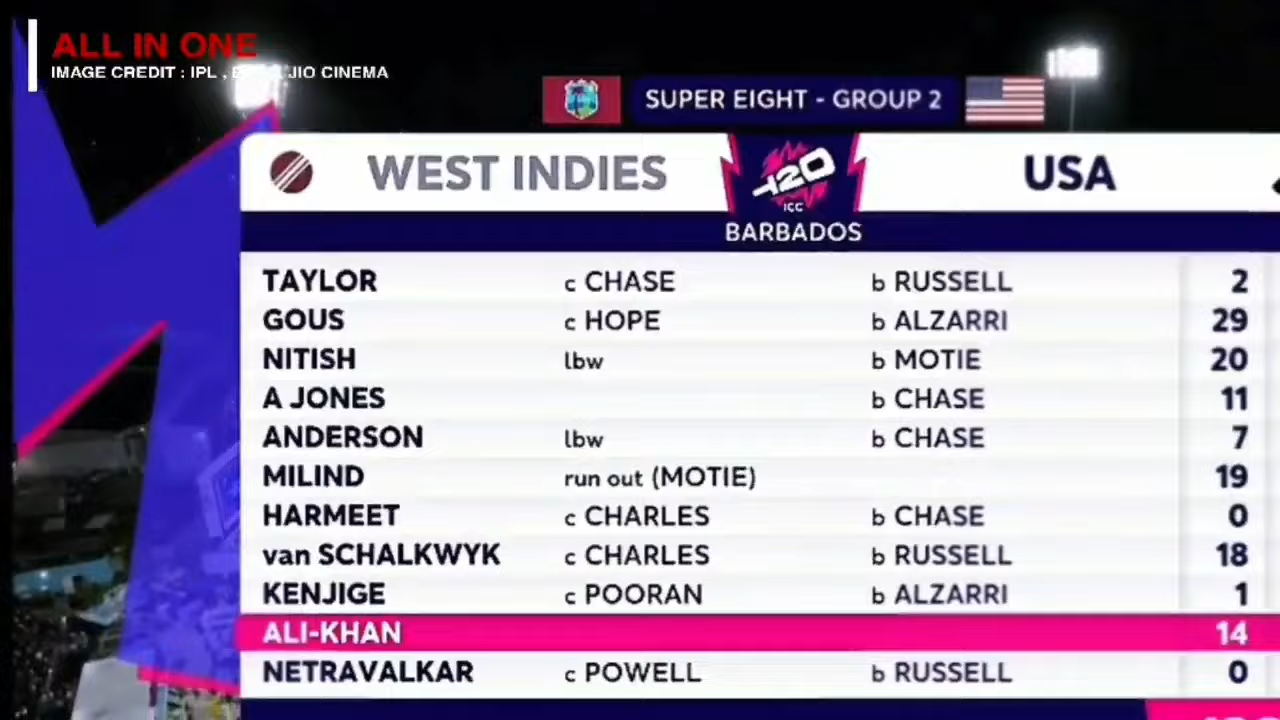 ALL IN ONE
IMAGE CREDIT : IPL , JIO CINEMA
SUPER EIGHT - GROUP 2
WEST INDIES T20 USA
ICC
BARBADOS
TAYLOR c CHASE b RUSSELL 2
GOUS c HOPE b ALZARRI 29
NITISH lbw b MOTIE 20
A JONES b CHASE 11
ANDERSON lbw b CHASE 7
MILIND run out (MOTIE) 19
HARMEET c CHARLES b CHASE 0
van SCHALKWYK c CHARLES b RUSSELL 18
KENJIGE c POORAN b ALZARRI 1
ALI-KHAN 14
NETRAVALKAR c POWELL b RUSSELL 0